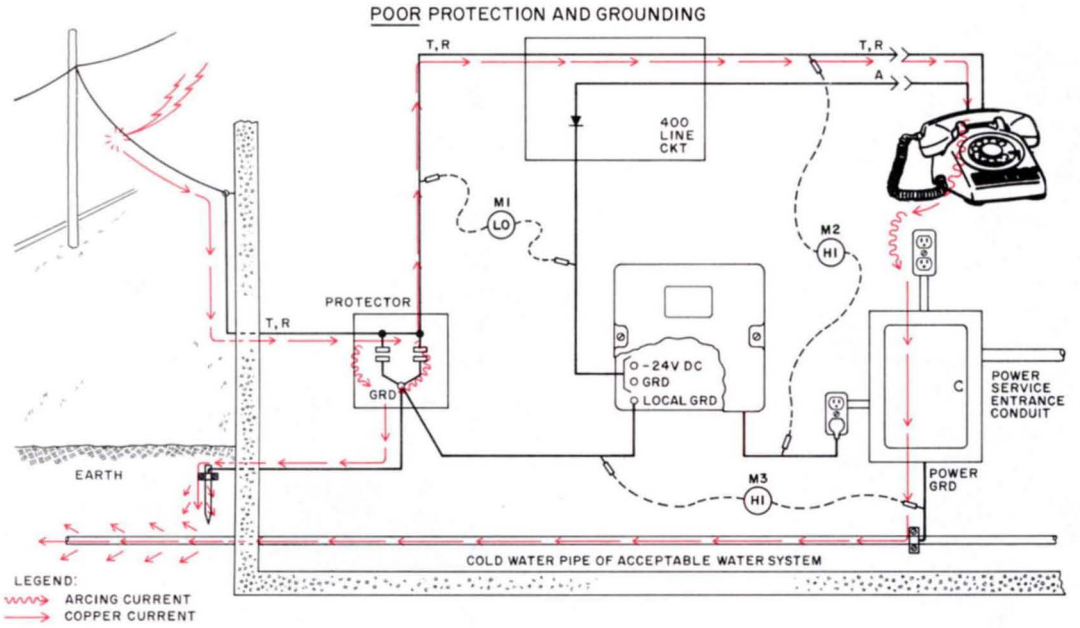 POOR PROTECTION AND GROUNDING
T, R
T, R
A
400
LINE
CKT
M1
LO
M2
HI
PROTECTOR
T, R
GRD
-24V DC
GRD
LOCAL GRD
POWER
SERVICE
ENTRANCE
CONDUIT
EARTH
POWER
GRD
M3
HI
COLD WATER PIPE OF ACCEPTABLE WATER SYSTEM
LEGEND:
ARCING CURRENT
COPPER CURRENT